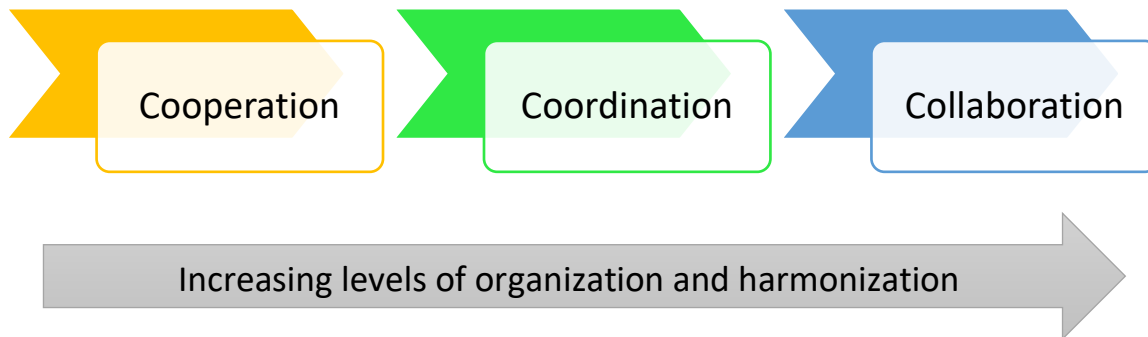 Cooperation
Coordination
Collaboration
Increasing levels of organization and harmonization